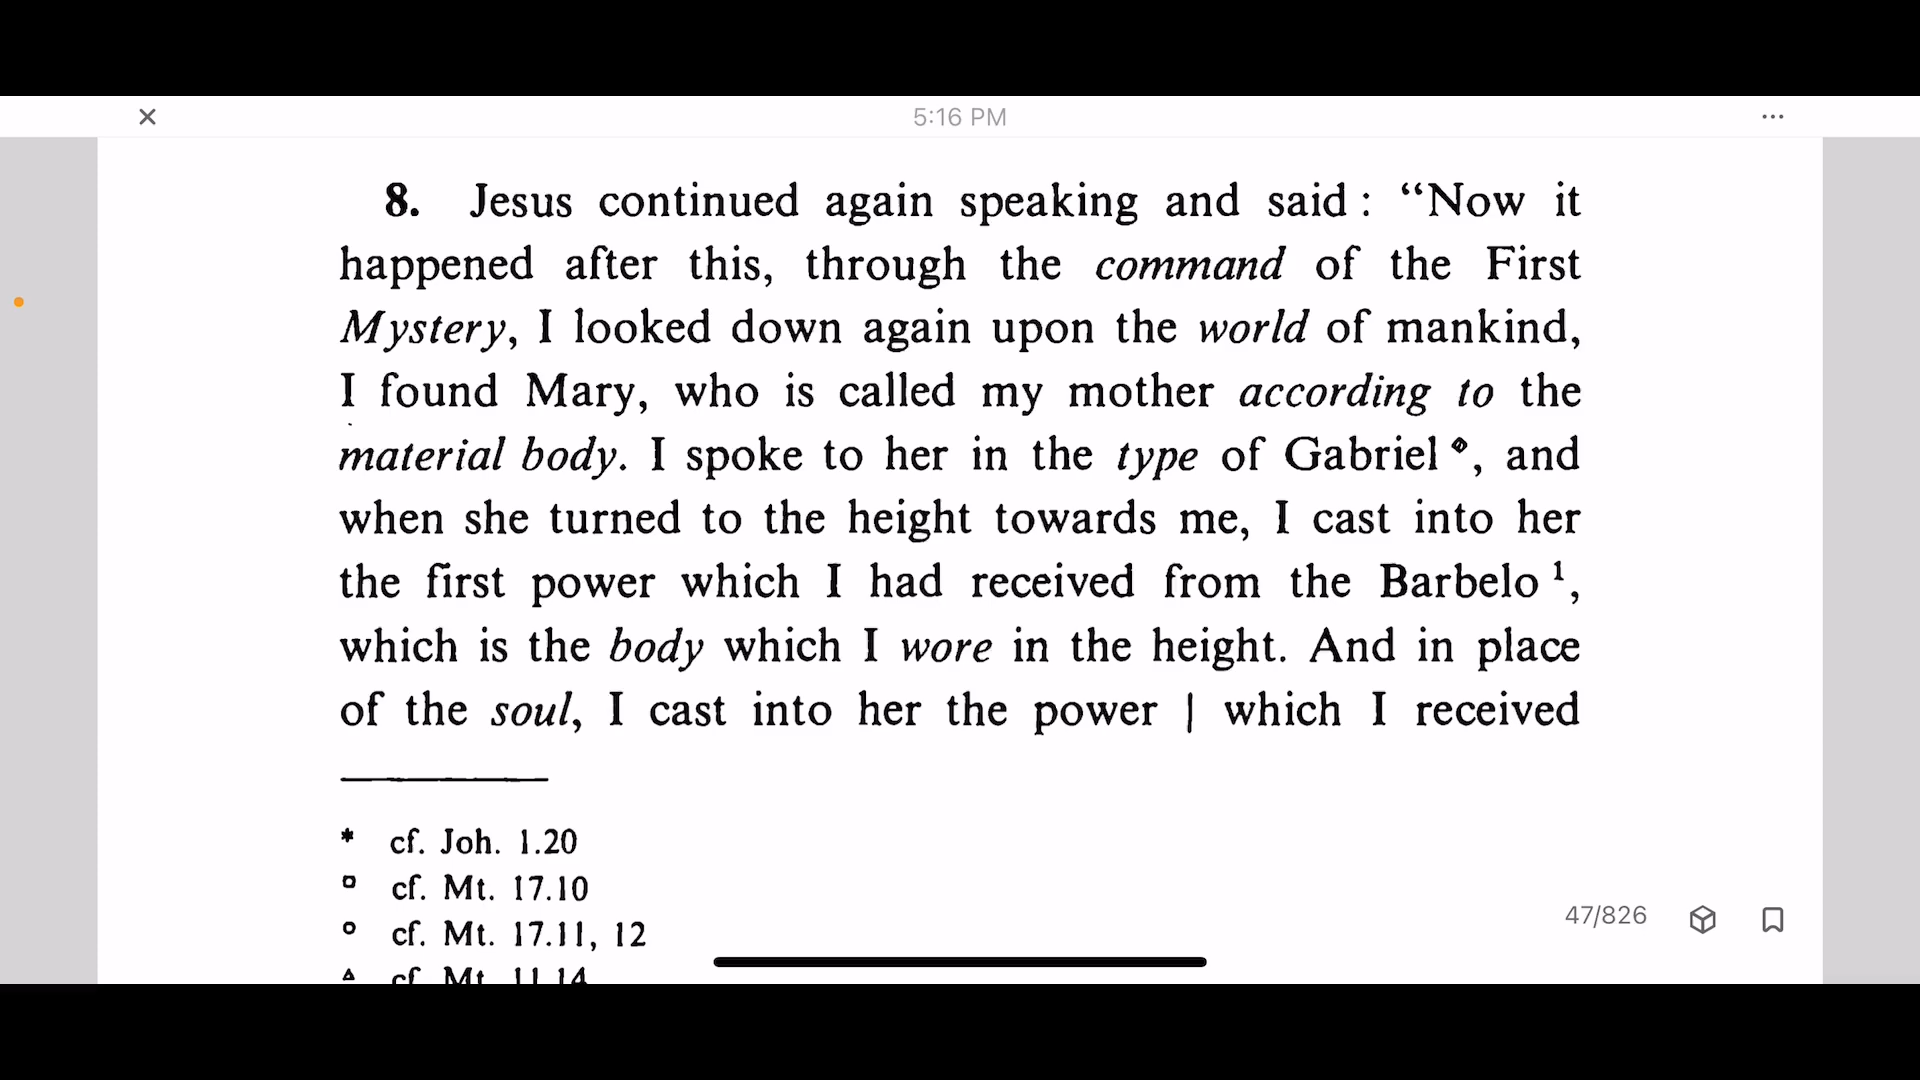 5:16 PM
8. Jesus continued again speaking and said : “Now it
happened after this, through the command of the First
Mystery, I looked down again upon the world of mankind,
I found Mary, who is called my mother according to the
material body. I spoke to her in the type of Gabriel ◊, and
when she turned to the height towards me, I cast into her
the first power which I had received from the Barbelo ¹,
which is the body which I wore in the height. And in place
of the soul, I cast into her the power | which I received
* cf. Joh. 1.20
□ cf. Mt. 17.10
○ cf. Mt. 17.11, 12
△ cf. Mt. 11.14
47/826